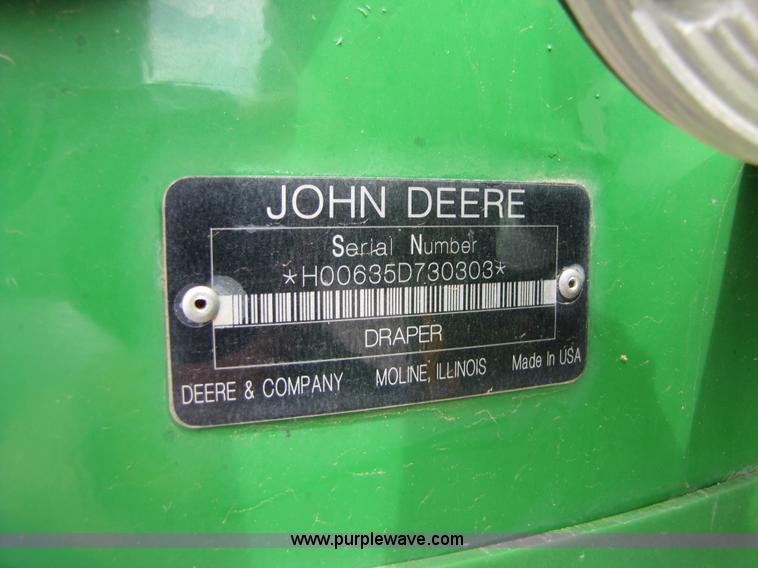 JOHN DEERE
Serial Number
*H00635D730303*
DRAPER
DEERE & COMPANY MOLINE, ILLINOIS Made In USA
www.purplewave.com